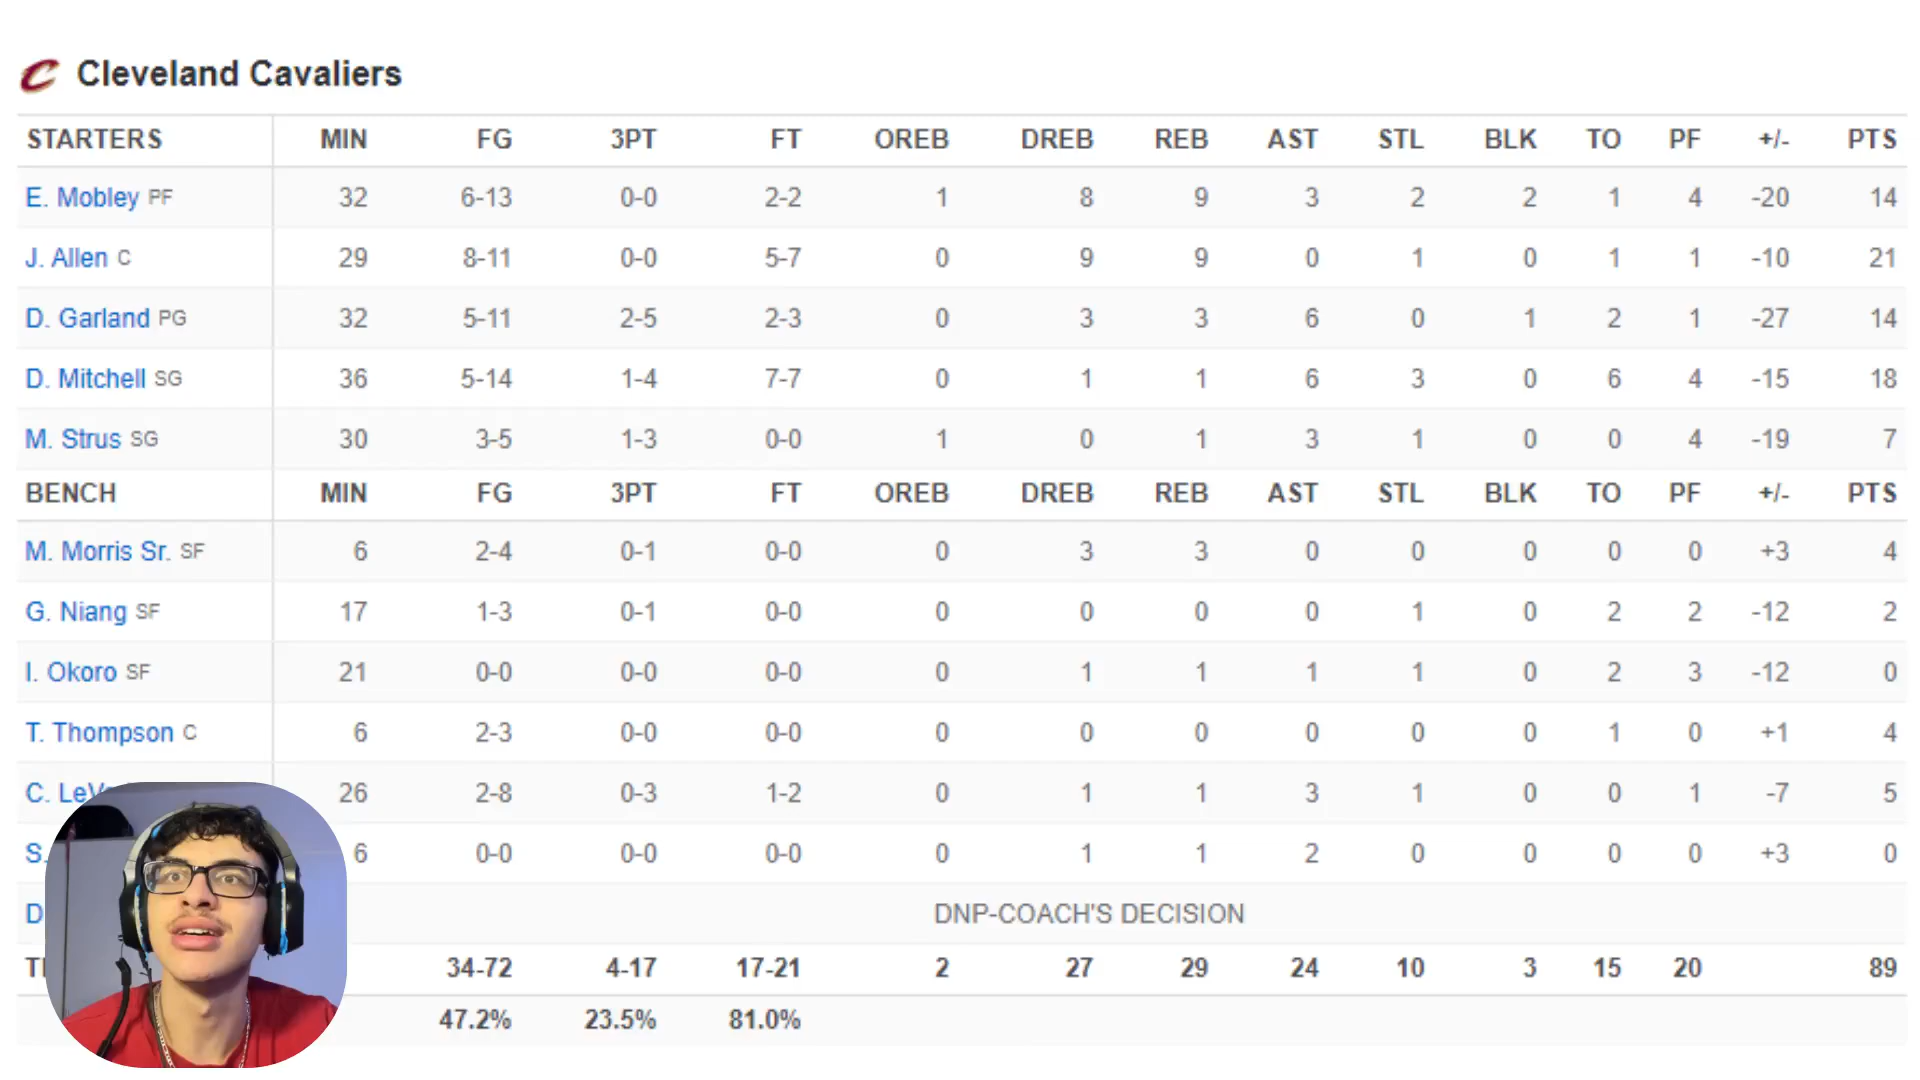 Cleveland Cavaliers
STARTERS MIN FG 3PT FT OREB DREB REB AST STL BLK TO PF +/- PTS
E. Mobley PF 32 6-13 0-0 2-2 1 8 9 3 2 2 1 4 -20 14
J. Allen C 29 8-11 0-0 5-7 0 9 9 0 1 0 1 1 -10 21
D. Garland PG 32 5-11 2-5 2-3 0 3 3 6 0 1 2 1 -27 14
D. Mitchell SG 36 5-14 1-4 7-7 0 1 1 6 3 0 6 4 -15 18
M. Strus SG 30 3-5 1-3 0-0 1 0 1 3 1 0 0 4 -19 7
BENCH MIN FG 3PT FT OREB DREB REB AST STL BLK TO PF +/- PTS
M. Morris Sr. SF 6 2-4 0-1 0-0 0 3 3 0 0 0 0 0 +3 4
G. Niang SF 17 1-3 0-1 0-0 0 0 0 0 1 0 2 2 -12 2
I. Okoro SF 21 0-0 0-0 0-0 0 1 1 1 1 0 2 3 -12 0
T. Thompson C 6 2-3 0-0 0-0 0 0 0 0 0 0 1 0 +1 4
C. 26 2-8 0-3 1-2 0 1 1 3 1 0 0 1 -7 5
S. 6 0-0 0-0 0-0 0 1 1 2 0 0 0 0 +3 0
D DNP-COACH'S DECISION
34-72 4-17 17-21 2 27 29 24 10 3 15 20 89
47.2% 23.5% 81.0%